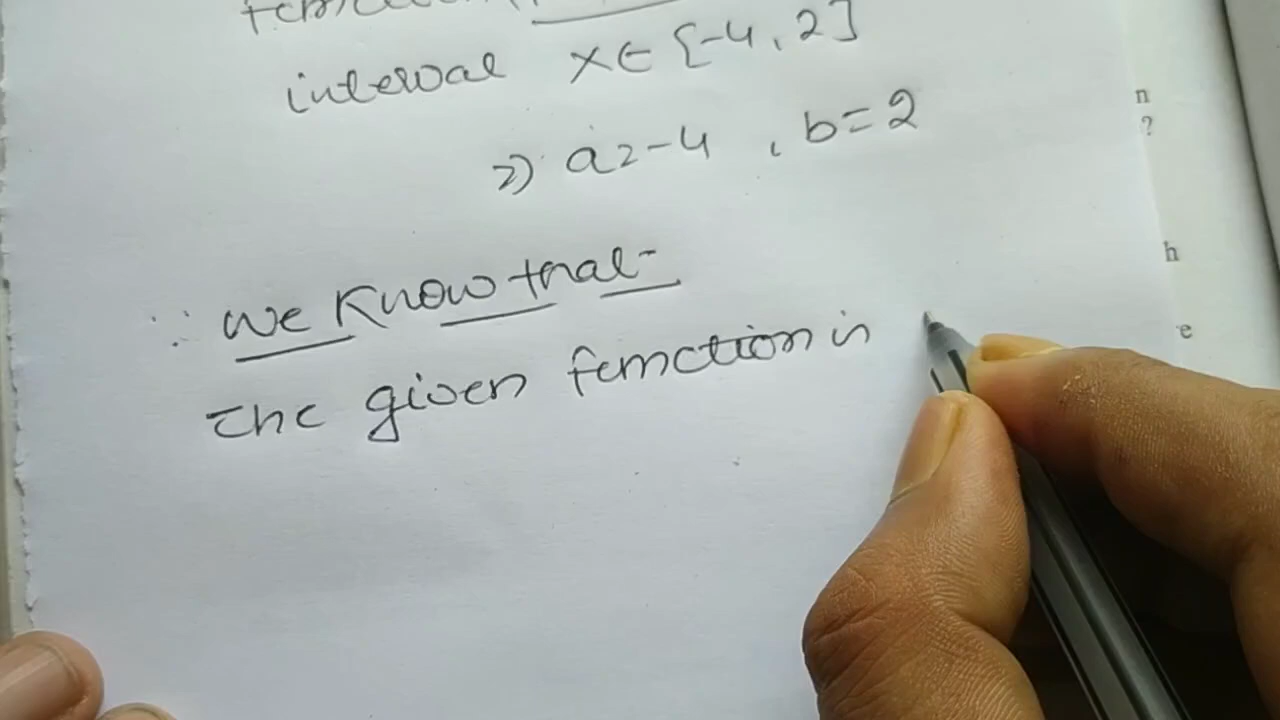 interval x∈[-4, 2]
⇒ a=-4, b=2
∵ We know that-
The given function is
n
?
h
e